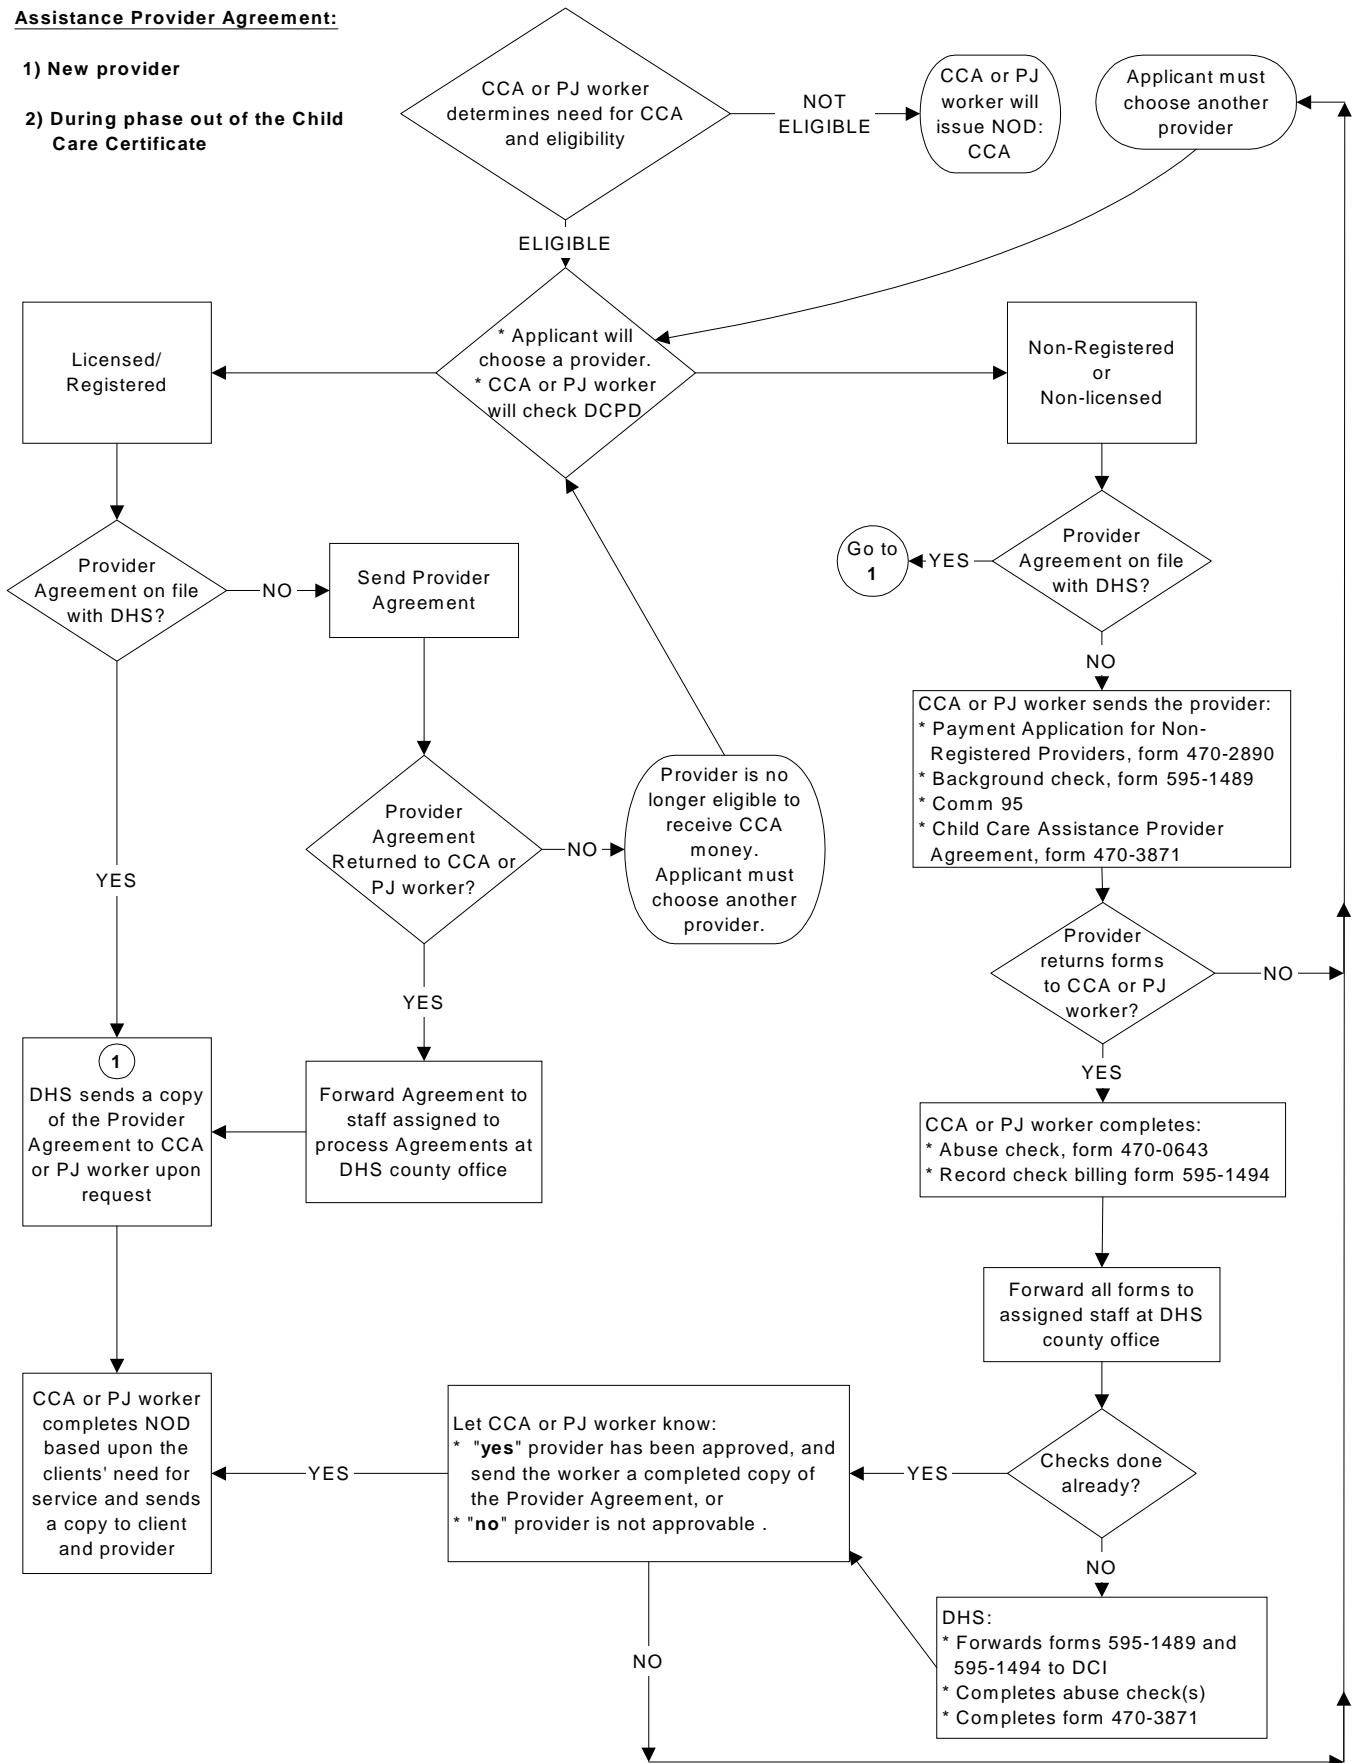 Assistance Provider Agreement:
1) New provider
2) During phase out of the Child
Care Certificate
CCA or PJ worker
determines need for CCA
and eligibility
NOT
ELIGIBLE
CCA or PJ
worker will
issue NOD:
CCA
Applicant must
choose another
provider
ELIGIBLE
Licensed/
Registered
* Applicant will
choose a provider.
* CCA or PJ worker
will check DCPD
Non-Registered
or
Non-licensed
Provider
Agreement on file
with DHS?
NO
Send Provider
Agreement
Go to
1
YES
Provider
Agreement on file
with DHS?
NO
YES
Provider
Agreement
Returned to CCA or
PJ worker?
NO
Provider is no
longer eligible to
receive CCA
money.
Applicant must
choose another
provider.
CCA or PJ worker sends the provider:
* Payment Application for Non-
Registered Providers, form 470-2890
* Background check, form 595-1489
* Comm 95
* Child Care Assistance Provider
Agreement, form 470-3871
Provider
returns forms
to CCA or PJ
worker?
NO
YES
YES
1
DHS sends a copy
of the Provider
Agreement to CCA
or PJ worker upon
request
Forward Agreement to
staff assigned to
process Agreements at
DHS county office
CCA or PJ worker completes:
* Abuse check, form 470-0643
* Record check billing form 595-1494
Forward all forms to
assigned staff at DHS
county office
CCA or PJ worker
completes NOD
based upon the
clients' need for
service and sends
a copy to client
and provider
YES
Let CCA or PJ worker know:
* "yes" provider has been approved, and
send the worker a completed copy of
the Provider Agreement, or
* "no" provider is not approvable .
YES
Checks done
already?
NO
NO
DHS:
* Forwards forms 595-1489 and
595-1494 to DCI
* Completes abuse check(s)
* Completes form 470-3871